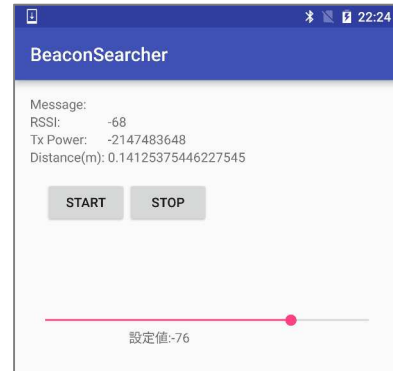 22:24
BeaconSearcher
Message:
RSSI: -68
Tx Power: -2147483648
Distance(m): 0.14125375446227545
START STOP
設定値:-76